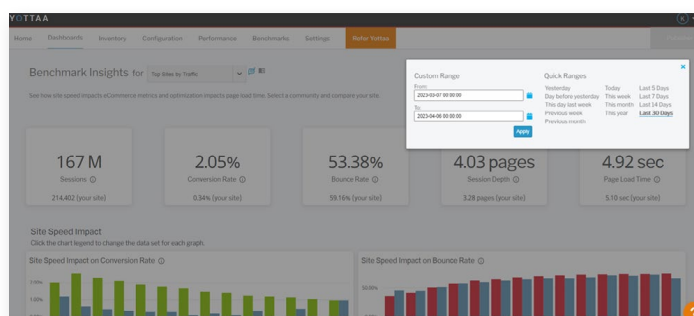 YOTTAA
K
Home Dashboards Inventory Configuration Performance Benchmarks Settings Refer Yottaa
Benchmark Insights for Top Sites by Traffic
See how site speed impacts eCommerce metrics and optimization impacts page load time. Select a community and compare your site.
Custom Range
From:
2023-03-07 00:00:00
To:
2023-04-06 00:00:00
Apply
Quick Ranges
Yesterday Today Last 5 Days
Day before yesterday This week Last 7 Days
This day last week This month Last 14 Days
Previous week This year Last 30 Days
Previous month
167 M
Sessions
214,402 (your site)
2.05%
Conversion Rate
0.34% (your site)
53.38%
Bounce Rate
59.16% (your site)
4.03 pages
Session Depth
3.28 pages (your site)
4.92 sec
Page Load Time
5.10 sec (your site)
Site Speed Impact
Click the chart legend to change the data set for each graph.
Site Speed Impact on Conversion Rate
Site Speed Impact on Bounce Rate